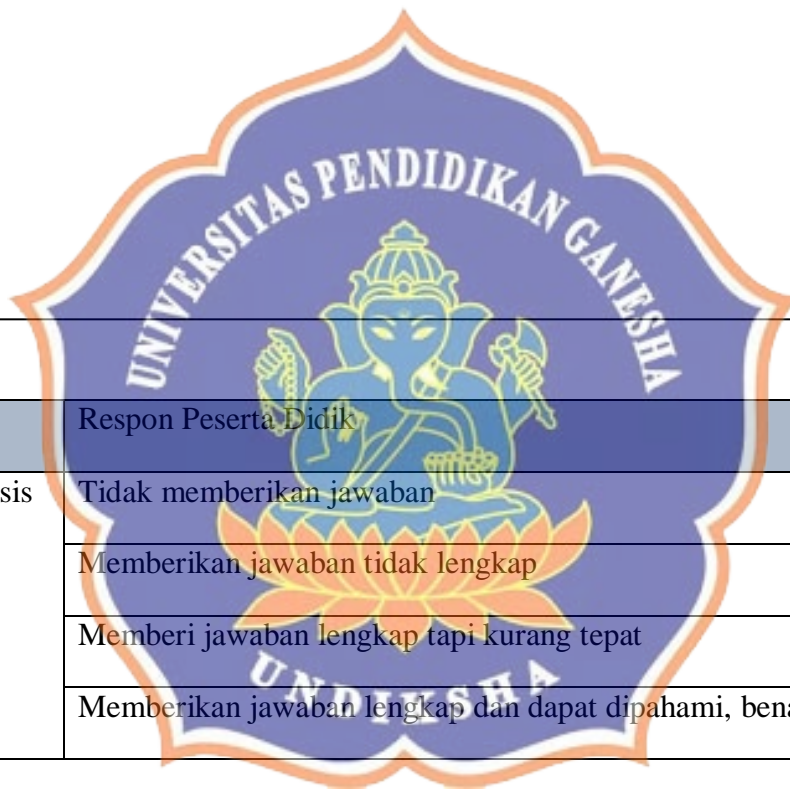 UNIVERSITAS PENDIDIKAN GANESHA
Respon Peserta Didik
sis Tidak memberikan jawaban
Memberikan jawaban tidak lengkap
Memberi jawaban lengkap tapi kurang tepat
UNDIKSHA
Memberikan jawaban lengkap dan dapat dipahami, bena